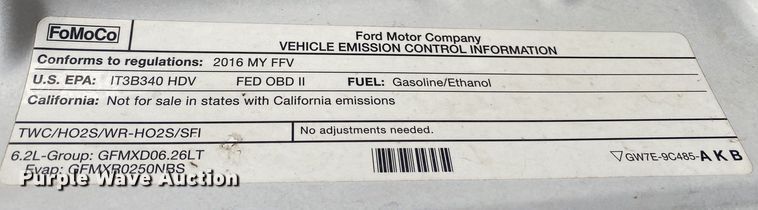 FoMoCo
Ford Motor Company
VEHICLE EMISSION CONTROL INFORMATION
Conforms to regulations: 2016 MY FFV
U.S. EPA: IT3B340 HDV FED OBD II FUEL: Gasoline/Ethanol
California: Not for sale in states with California emissions
TWC/HO2S/WR-HO2S/SFI No adjustments needed.
6.2L-Group: GFMXD06.26LT
Evap: GFMXR0250NBS
▽GW7E-9C485-AKB
Purple Wave Auction